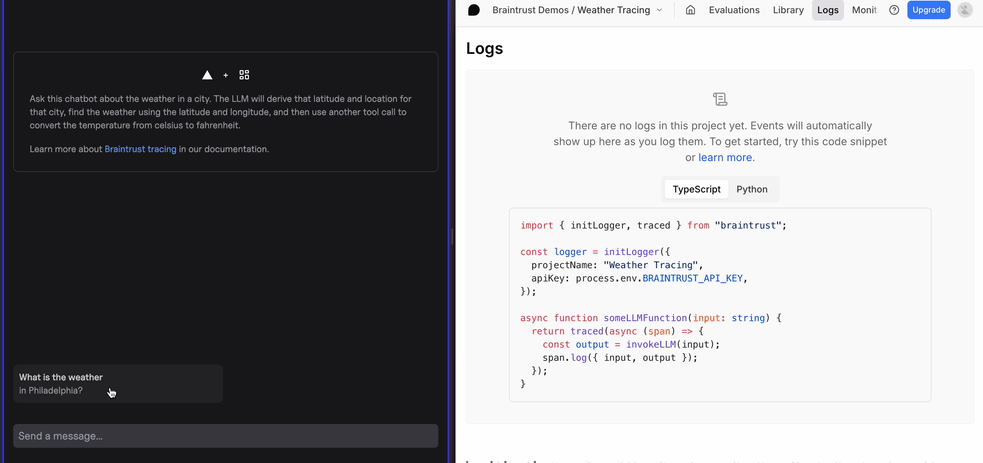 Ask this chatbot about the weather in a city. The LLM will derive that latitude and location for
that city, find the weather using the latitude and longitude, and then use another tool call to
convert the temperature from celsius to fahrenheit.
Learn more about Braintrust tracing in our documentation.
What is the weather
in Philadelphia?
Send a message...
Braintrust Demos / Weather Tracing
Evaluations
Library
Logs
Monit
Upgrade
Logs
There are no logs in this project yet. Events will automatically
show up here as you log them. To get started, try this code snippet
or learn more.
TypeScript
Python
import { initLogger, traced } from "braintrust";
const logger = initLogger({
projectName: "Weather Tracing",
apiKey: process.env.BRAINTRUST_API_KEY,
});
async function someLLMFunction(input: string) {
return traced(async (span) => {
const output = invokeLLM(input);
span.log({ input, output });
});
}